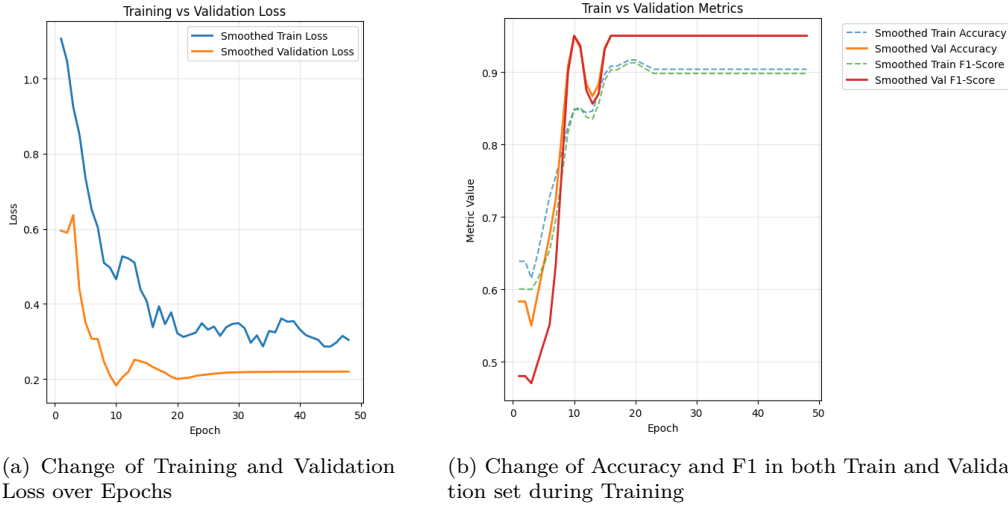 Training vs Validation Loss
Smoothed Train Loss
Smoothed Validation Loss
Loss
1.0
0.8
0.6
0.4
0.2
0 10 20 30 40 50
Epoch
Train vs Validation Metrics
Metric Value
0.9
0.8
0.7
0.6
0.5
0 10 20 30 40 50
Epoch
Smoothed Train Accuracy
Smoothed Val Accuracy
Smoothed Train F1-Score
Smoothed Val F1-Score
(a) Change of Training and Validation
Loss over Epochs
(b) Change of Accuracy and F1 in both Train and Valida-
tion set during Training